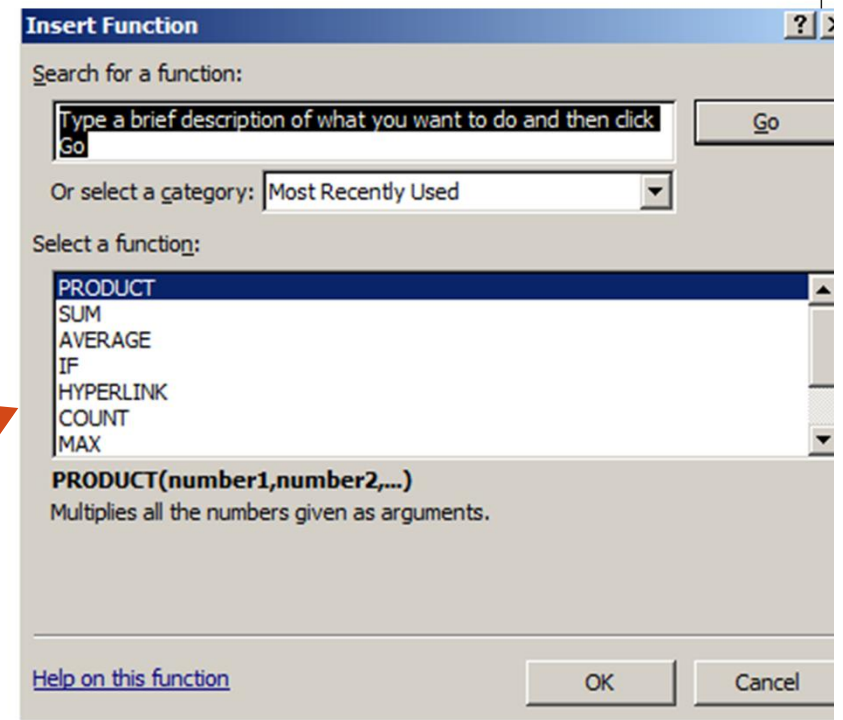 Insert Function
?
Search for a function:
Type a brief description of what you want to do and then click
Go
Go
Or select a category: Most Recently Used
Select a function:
PRODUCT
SUM
AVERAGE
IF
HYPERLINK
COUNT
MAX
PRODUCT(number1,number2,...)
Multiplies all the numbers given as arguments.
Help on this function
OK
Cancel